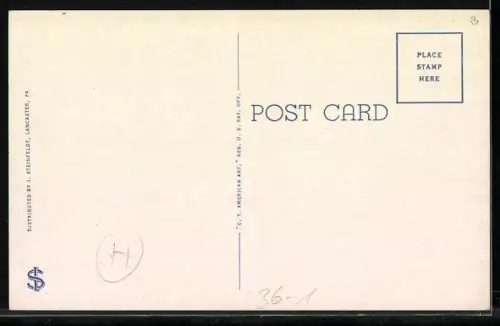 3
PLACE
STAMP
HERE
POST CARD
DISTRIBUTED BY I. STEINFELDT, LANCASTER, PA.
"C. T. AMERICAN ART," REG. U. S. PAT. OFF.
H
36-1